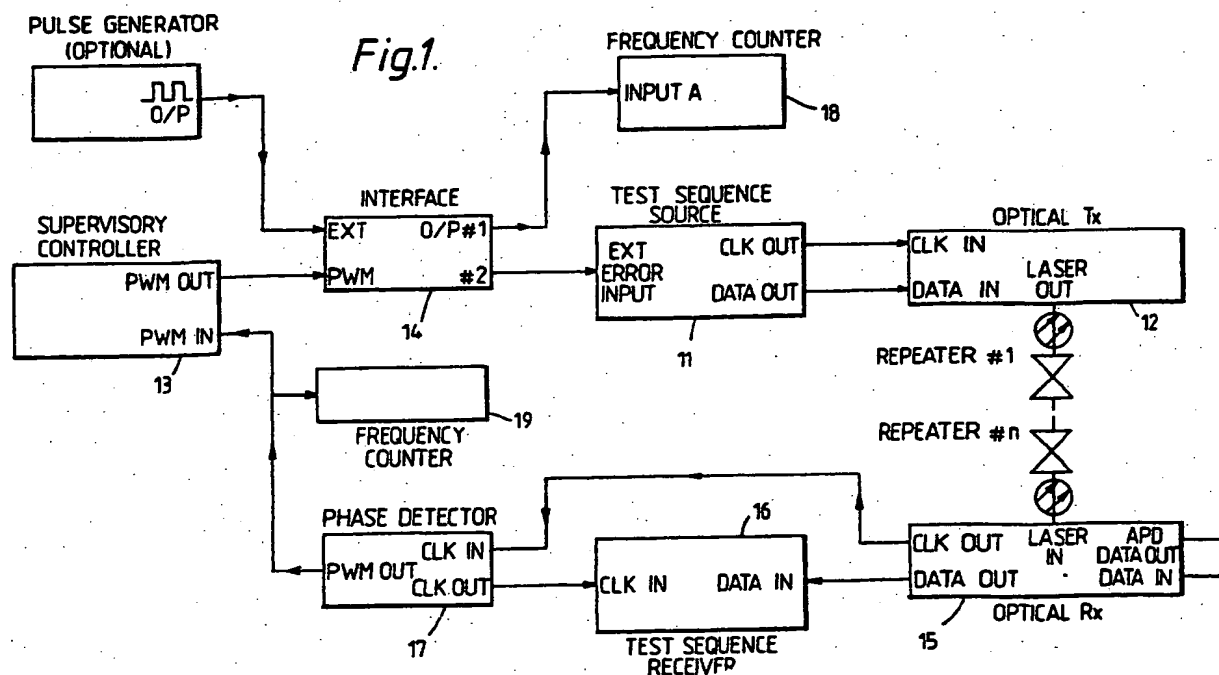 PULSE GENERATOR
(OPTIONAL)
O/P
Fig.1.
FREQUENCY COUNTER
INPUT A
18
INTERFACE
EXT
O/P#1
PWM
#2
14
SUPERVISORY
CONTROLLER
PWM OUT
PWM IN
13
TEST SEQUENCE
SOURCE
EXT
ERROR
INPUT
CLK OUT
DATA OUT
11
OPTICAL Tx
CLK IN
DATA IN
LASER
OUT
12
REPEATER #1
REPEATER #n
19
FREQUENCY
COUNTER
PHASE DETECTOR
CLK IN
PWM OUT
CLK OUT
17
16
CLK IN
DATA IN
TEST SEQUENCE
RECEIVER
CLK OUT
DATA OUT
LASER
IN
APD
DATA OUT
DATA IN
15
OPTICAL Rx